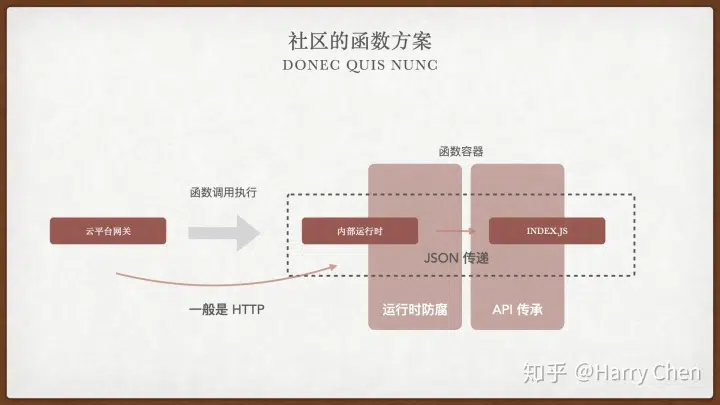 社区的函数方案
DONEC QUIS NUNC
函数容器
函数调用执行
云平台网关
内部运行时
INDEX.JS
JSON 传递
一般是 HTTP
运行时防腐
API 传承
知乎 @Harry Chen